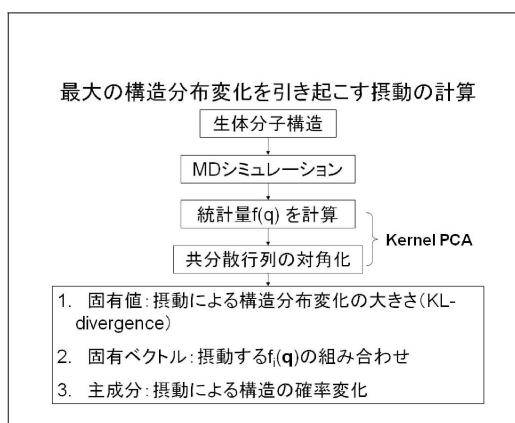 最大の構造分布変化を引き起こす摂動の計算
生体分子構造
MDシミュレーション
統計量f(q) を計算
Kernel PCA
共分散行列の対角化
1. 固有値：摂動による構造分布変化の大きさ（KL-
divergence）
2. 固有ベクトル：摂動するfi(q)の組み合わせ
3. 主成分：摂動による構造の確率変化